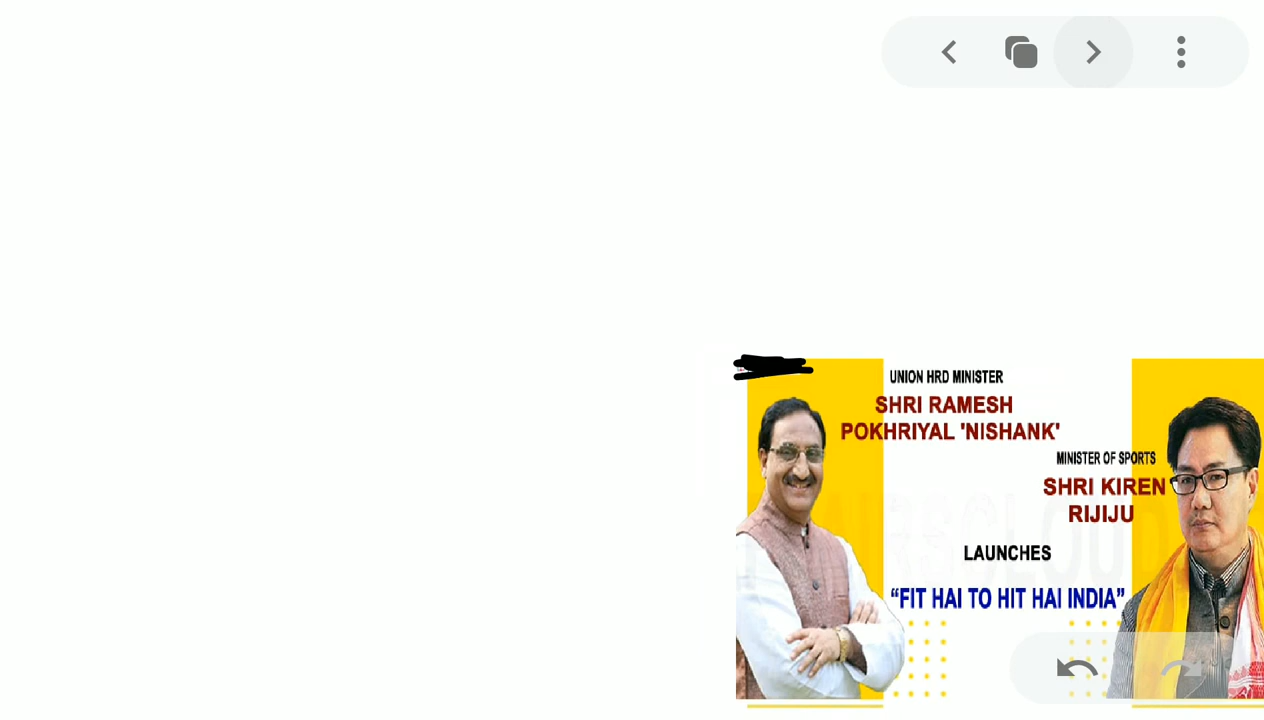 UNION HRD MINISTER
SHRI RAMESH
POKHRIYAL 'NISHANK'
MINISTER OF SPORTS
SHRI KIREN
RIJIJU
LAUNCHES
“FIT HAI TO HIT HAI INDIA”